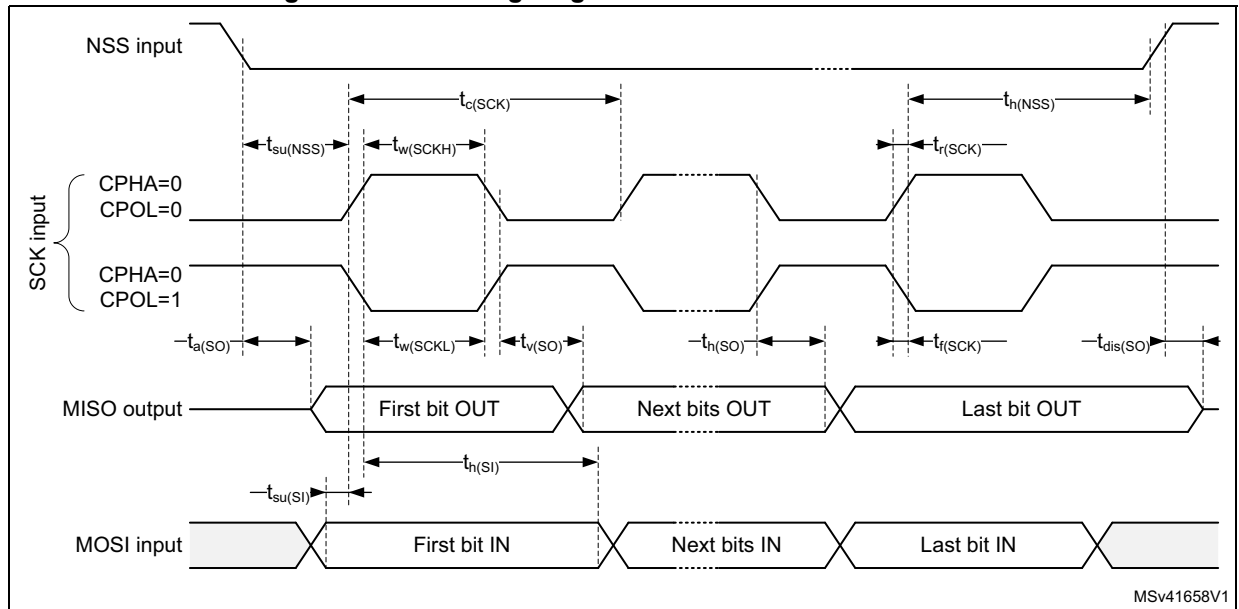 NSS input
tc(SCK)
th(NSS)
tsu(NSS)
tw(SCKH)
tr(SCK)
SCK input
CPHA=0
CPOL=0
CPHA=0
CPOL=1
ta(SO)
tw(SCKL)
tv(SO)
th(SO)
tf(SCK)
tdis(SO)
MISO output
First bit OUT
Next bits OUT
Last bit OUT
th(SI)
tsu(SI)
MOSI input
First bit IN
Next bits IN
Last bit IN
MSv41658V1